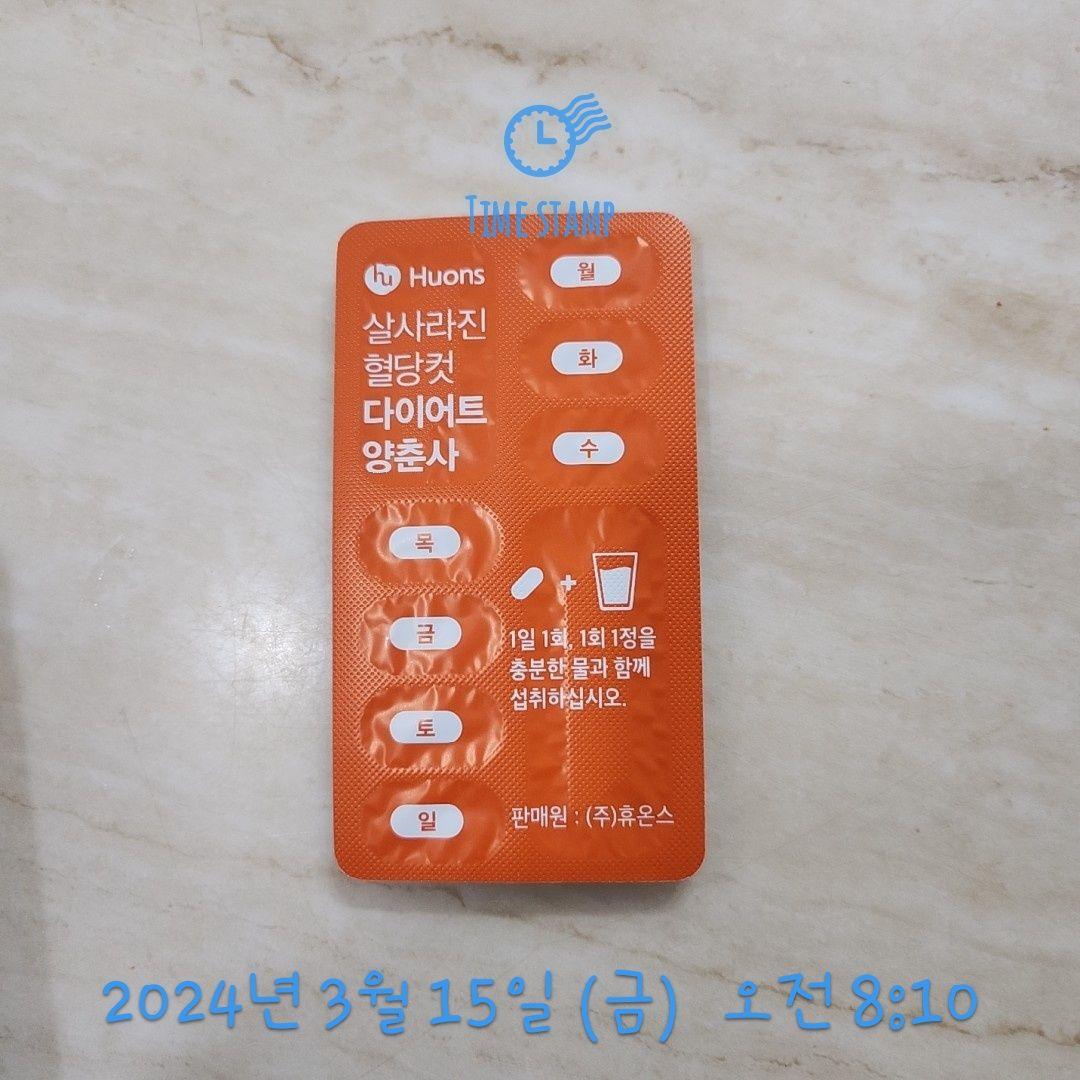 TIME STAMP
hu Huons
살사라진
혈당컷
다이어트
양춘사
월
화
수
목
금
토
일
+
1일 1회, 1회 1정을
충분한 물과 함께
섭취하십시오.
판매원 : (주)휴온스
2024년 3월 15일 (금) 오전 8:10